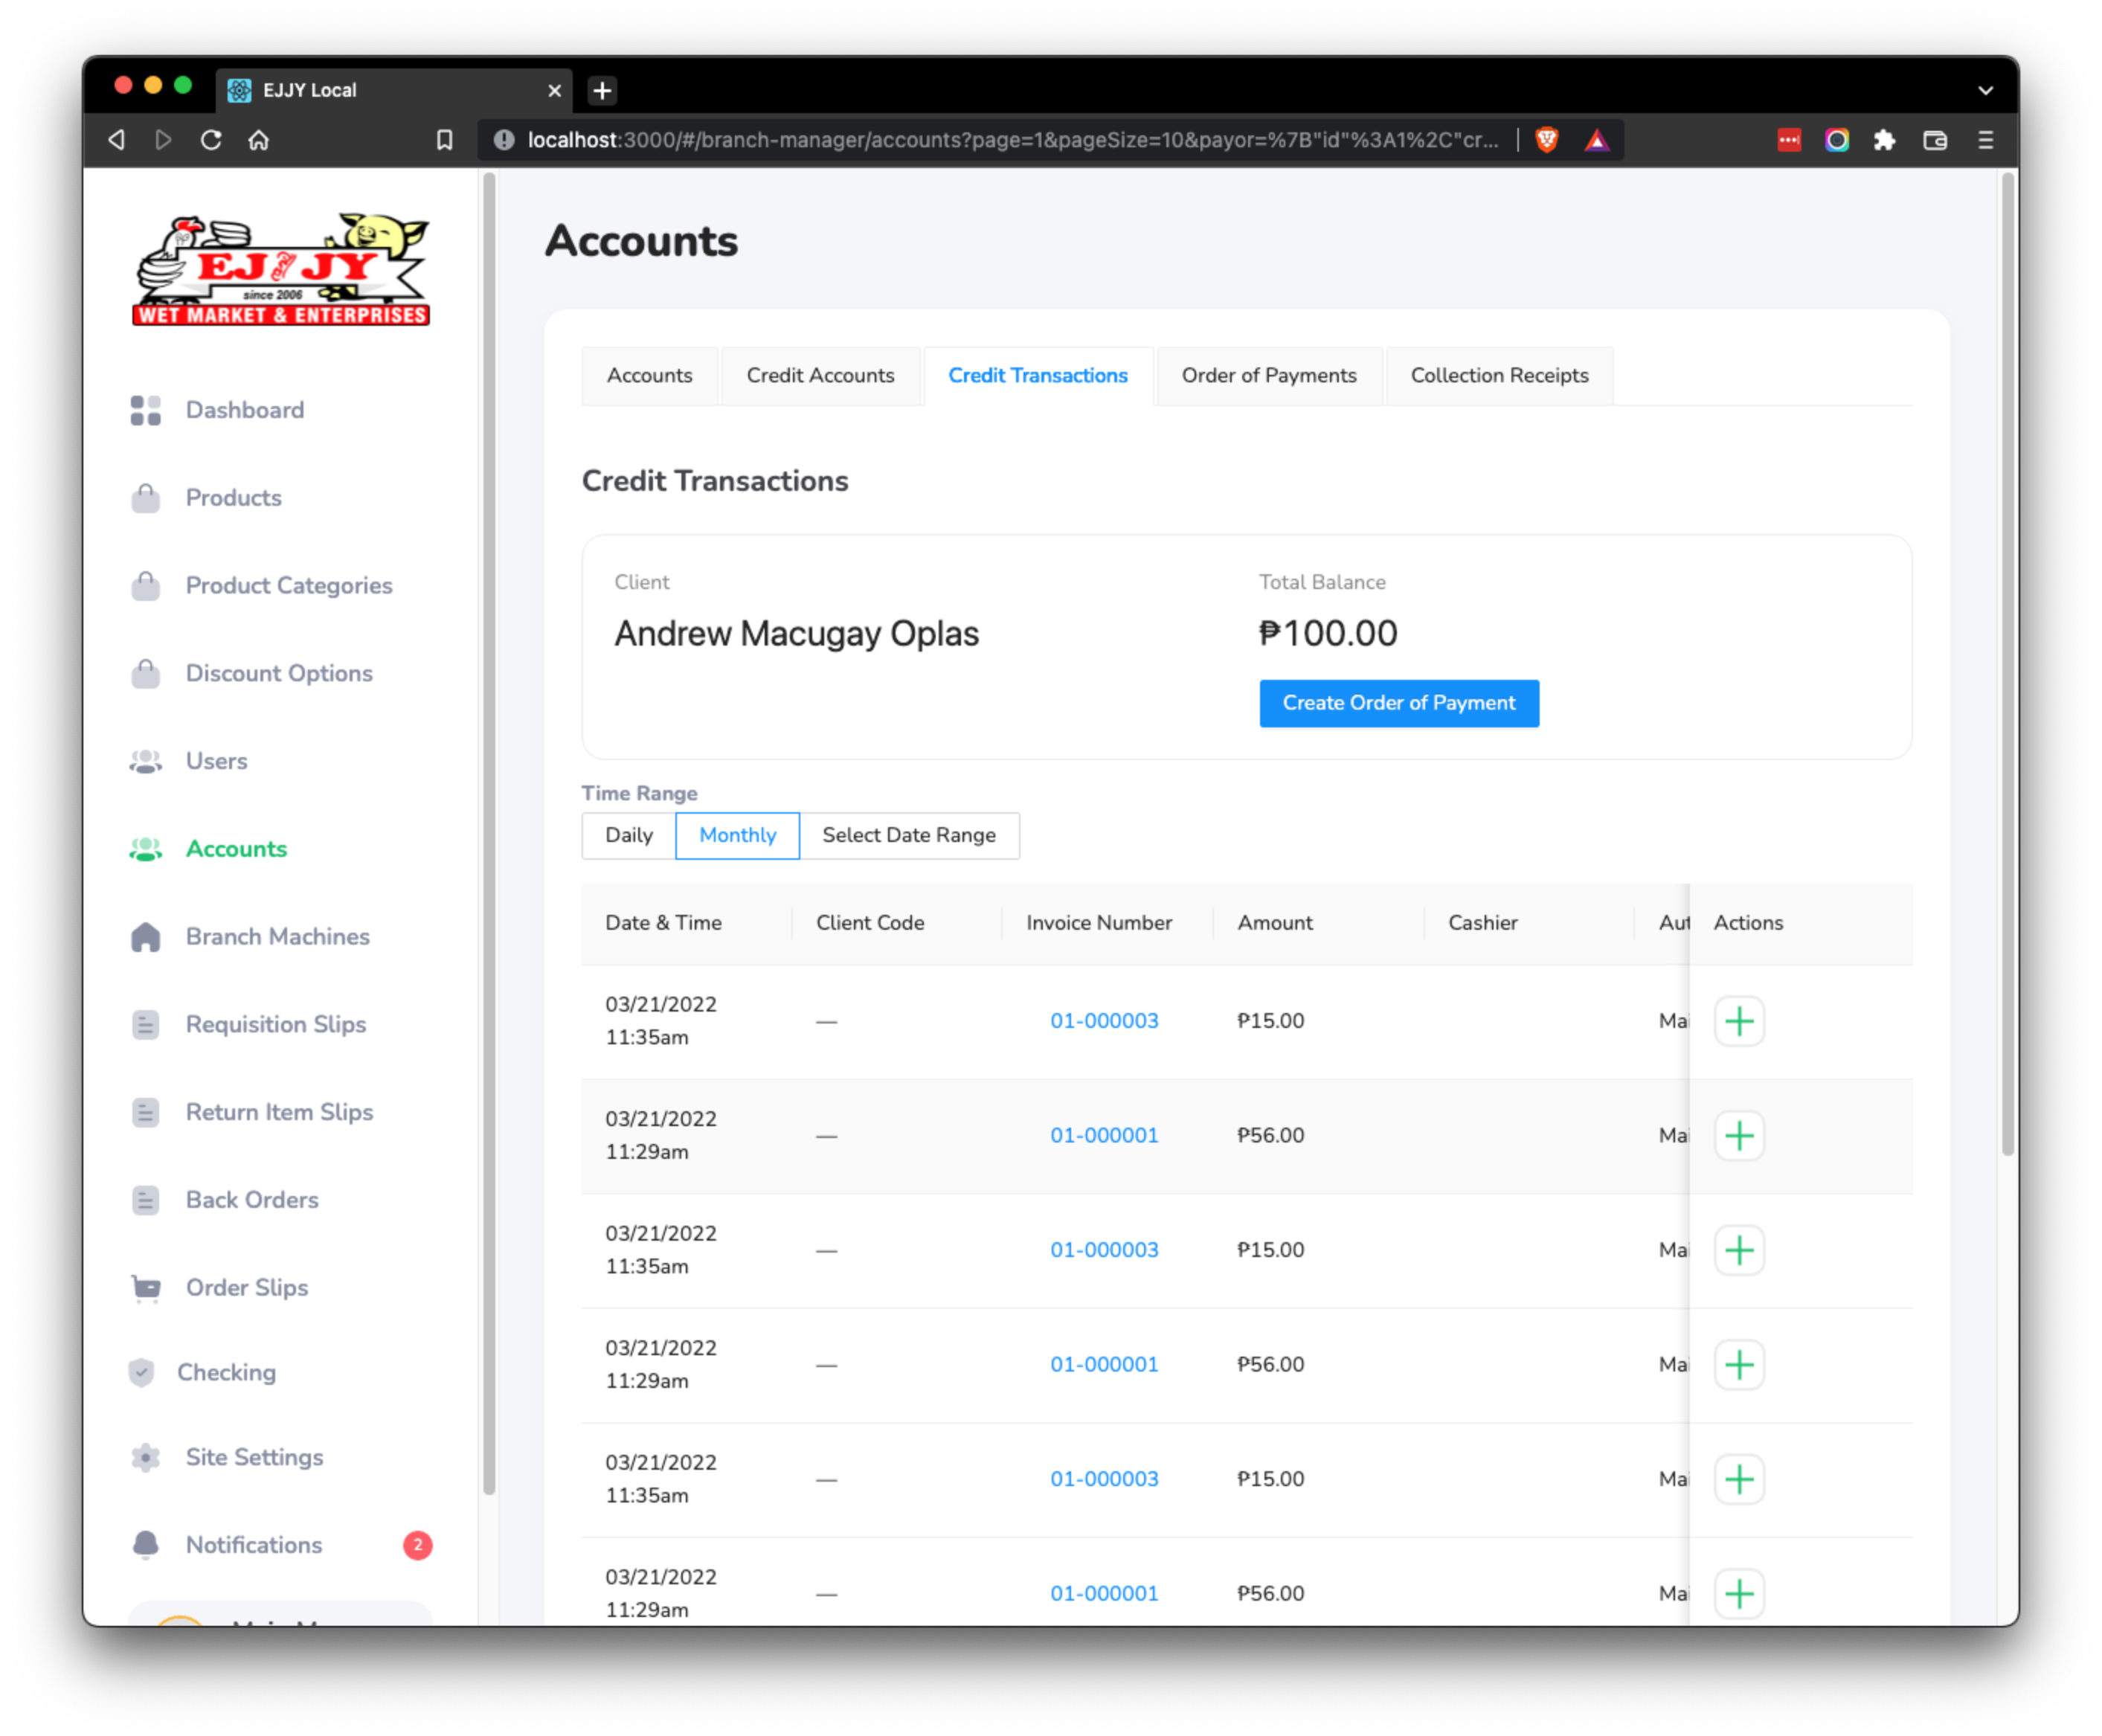 EJJY Local
localhost:3000/#/branch-manager/accounts?page=1&pageSize=10&payor=%7B"id"%3A1%2C"cr...
EJ JY
since 2006
WET MARKET & ENTERPRISES
Dashboard
Products
Product Categories
Discount Options
Users
Accounts
Branch Machines
Requisition Slips
Return Item Slips
Back Orders
Order Slips
Checking
Site Settings
Notifications 2
Accounts
Accounts Credit Accounts Credit Transactions Order of Payments Collection Receipts
Credit Transactions
Client Total Balance
Andrew Macugay Oplas ₱100.00
Create Order of Payment
Time Range
Daily Monthly Select Date Range
Date & Time Client Code Invoice Number Amount Cashier Aut Actions
03/21/2022
11:35am — 01-000003 ₱15.00 Mai
03/21/2022
11:29am — 01-000001 ₱56.00 Mai
03/21/2022
11:35am — 01-000003 ₱15.00 Mai
03/21/2022
11:29am — 01-000001 ₱56.00 Mai
03/21/2022
11:35am — 01-000003 ₱15.00 Mai
03/21/2022
11:29am — 01-000001 ₱56.00 Mai